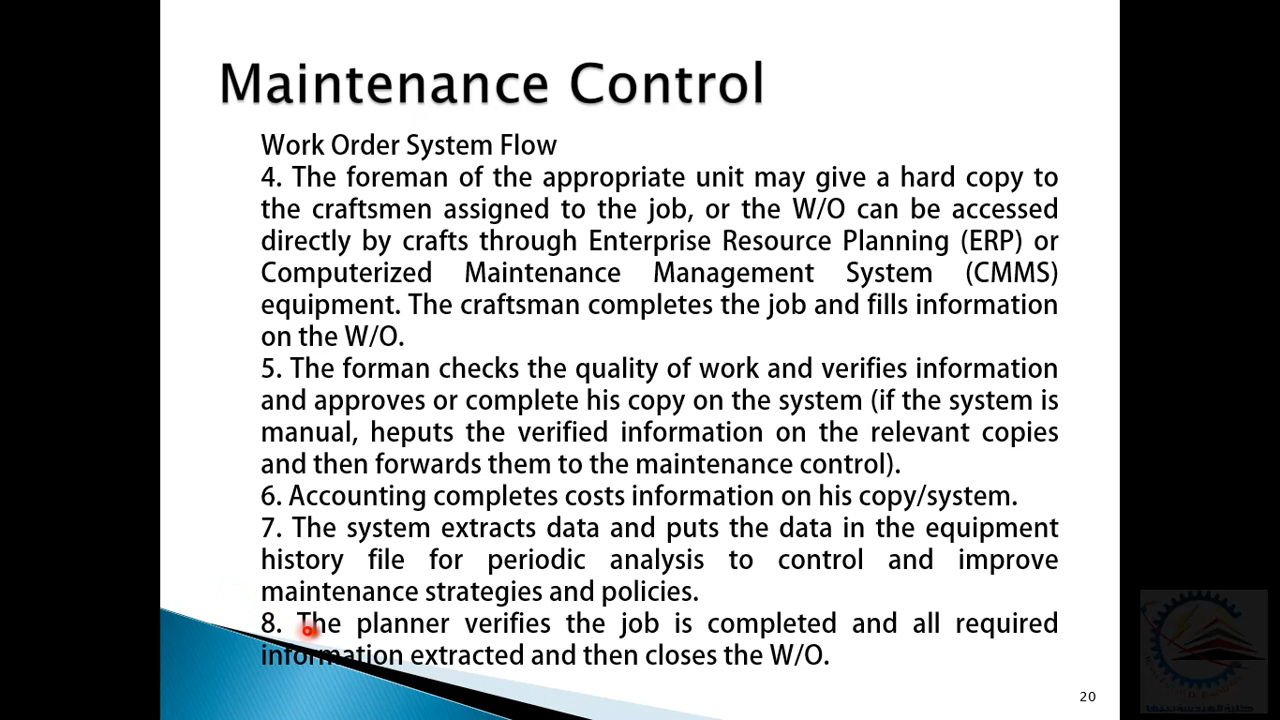 Maintenance Control
Work Order System Flow
4. The foreman of the appropriate unit may give a hard copy to
the craftsmen assigned to the job, or the W/O can be accessed
directly by crafts through Enterprise Resource Planning (ERP) or
Computerized Maintenance Management System (CMMS)
equipment. The craftsman completes the job and fills information
on the W/O.
5. The forman checks the quality of work and verifies information
and approves or complete his copy on the system (if the system is
manual, heputs the verified information on the relevant copies
and then forwards them to the maintenance control).
6. Accounting completes costs information on his copy/system.
7. The system extracts data and puts the data in the equipment
history file for periodic analysis to control and improve
maintenance strategies and policies.
8. The planner verifies the job is completed and all required
information extracted and then closes the W/O.
20